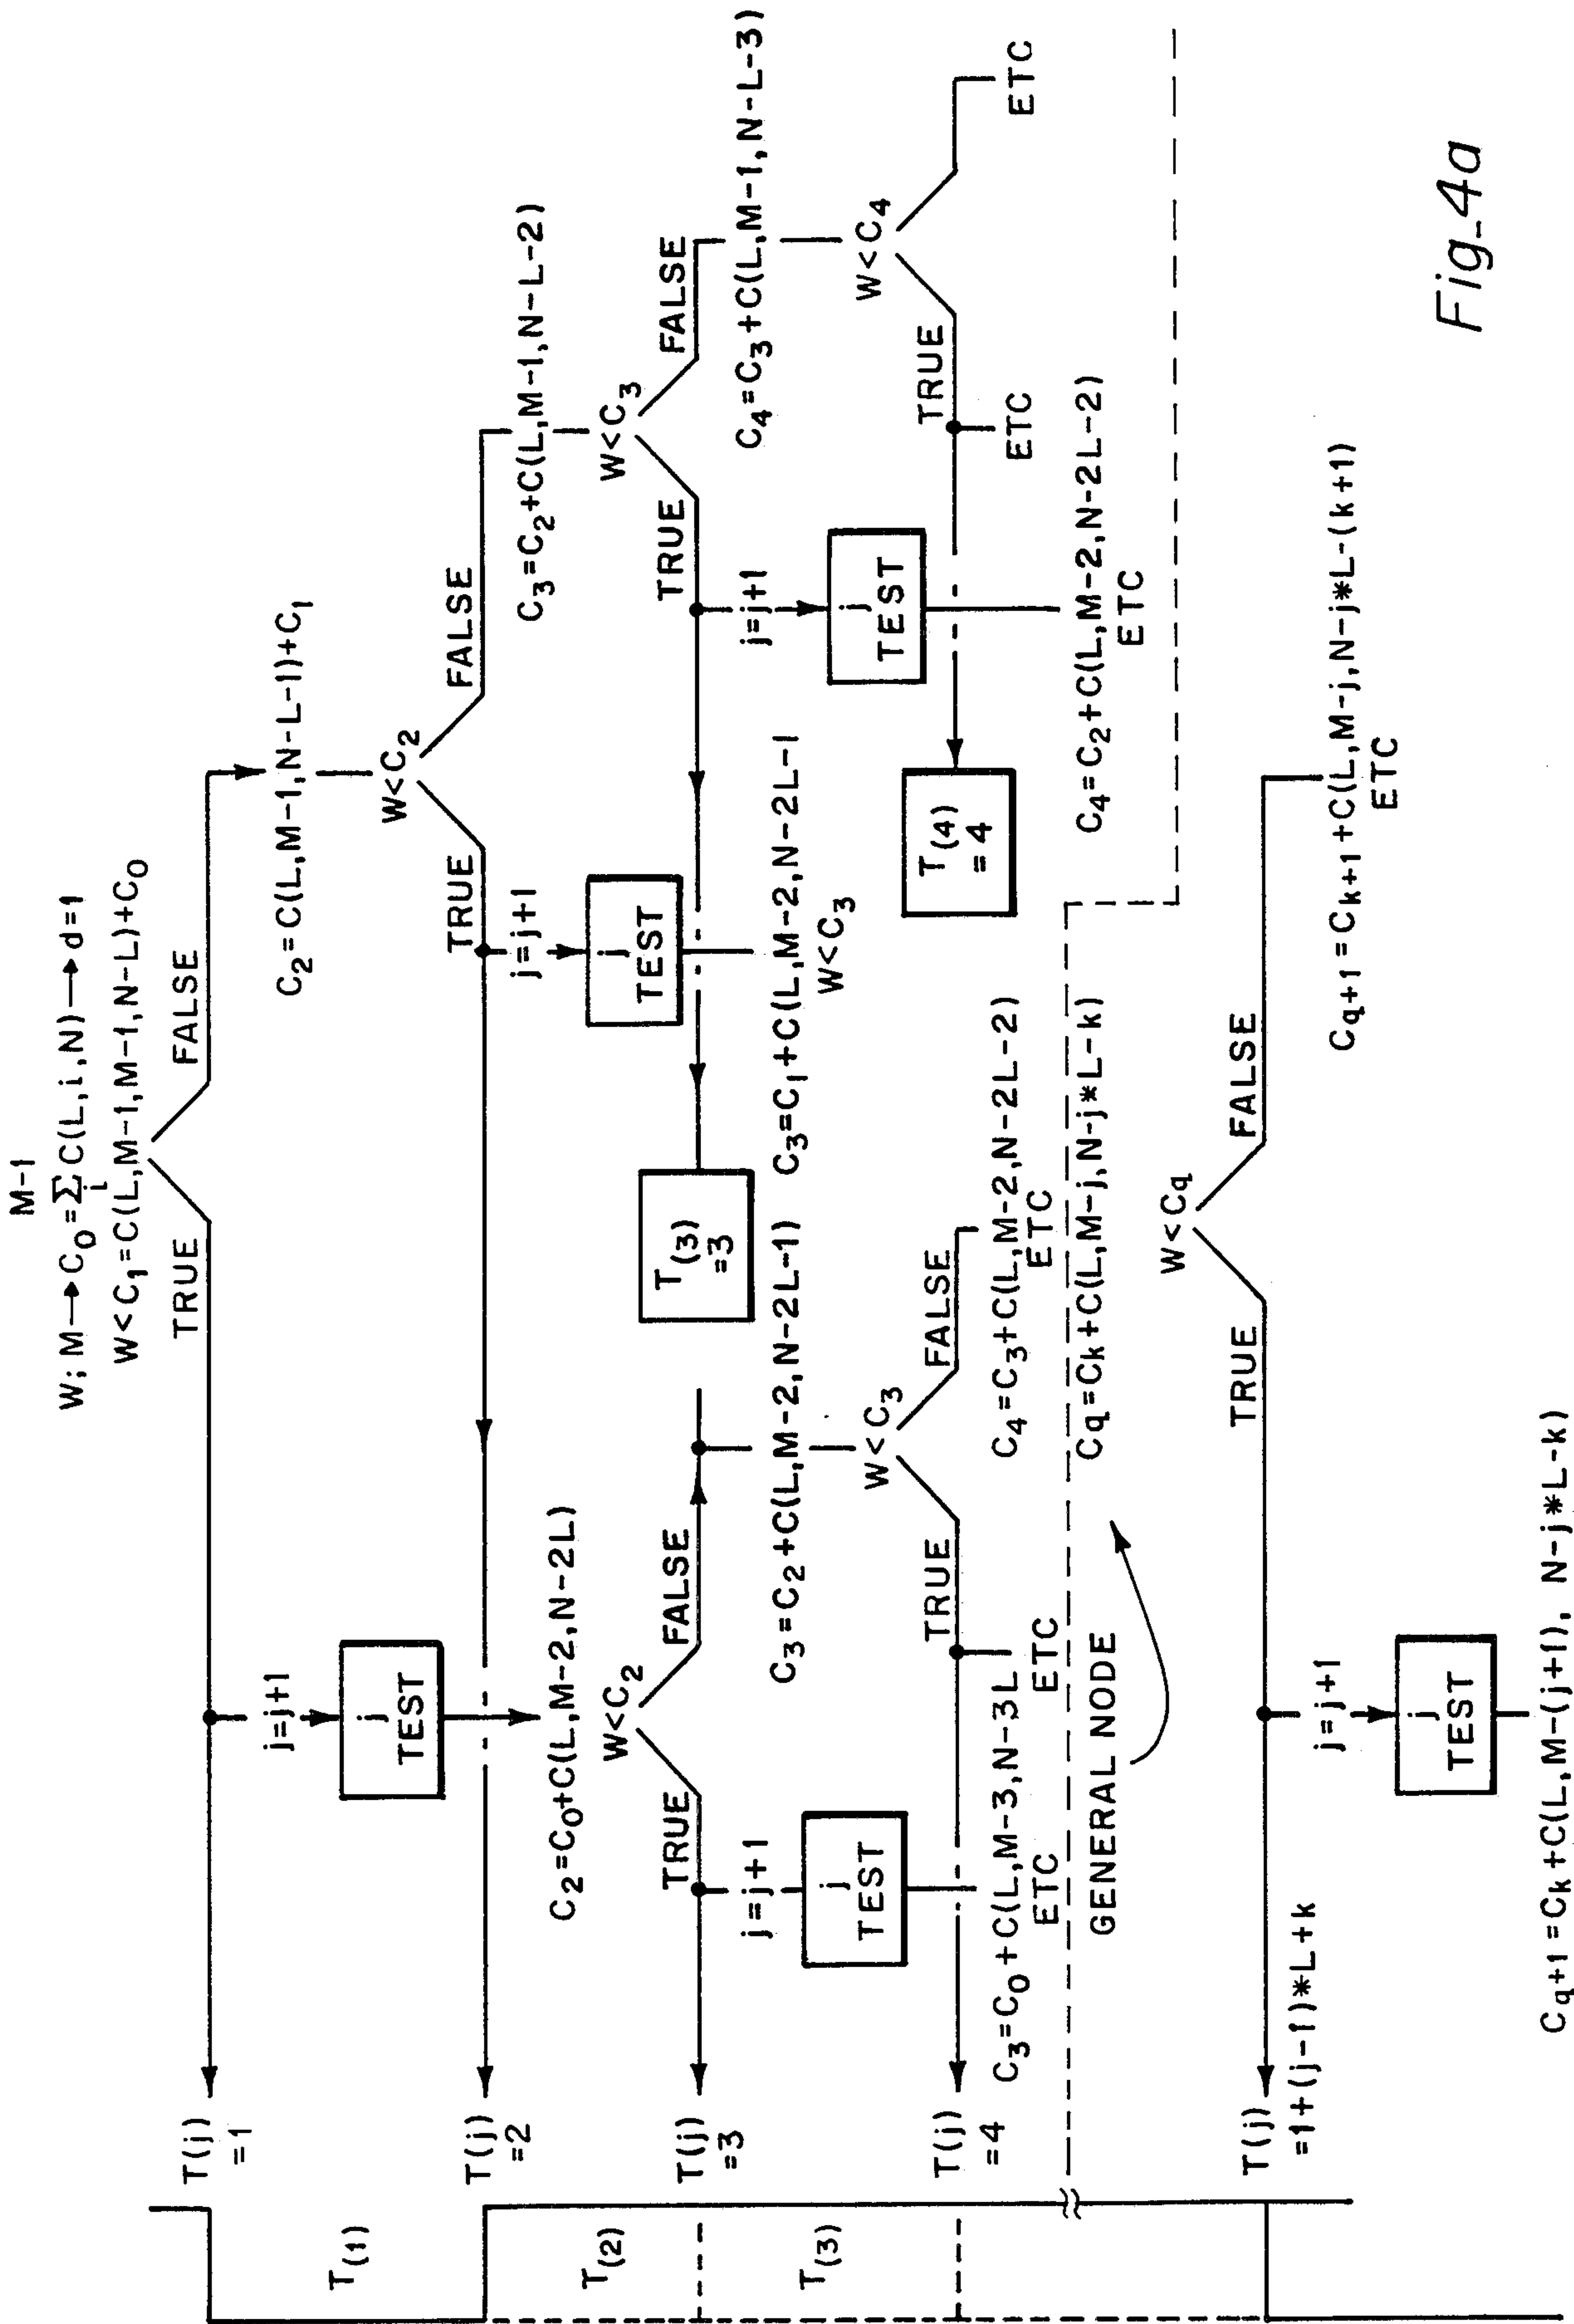 M-1
W; M→C₀=Σ C(L,i,N)→d=1
i
W<C₁=C(L,M-1,M-1,N-L)+C₀
TRUE
FALSE
T(j)
=1
j=j+1
j
TEST
C₂=C(L,M-1,N-L-1)+C₁
W<C₂
TRUE
FALSE
T(1)
T(j)
=2
C₂=C₀+C(L,M-2,N-2L)
j=j+1
j
TEST
C₃=C₂+C(L,M-1,N-L-2)
W<C₂
W<C₃
TRUE
FALSE
TRUE
FALSE
T(2)
T(j)
=3
T(3)
=3
j=j+1
j
TEST
C₃=C₂+C(L,M-2,N-2L-1)
C₃=C₁+C(L,M-2,N-2L-1
W<C₃
j=j+1
j
TEST
C₄=C₃+C(L,M-1,N-L-3)
W<C₃
W<C₄
TRUE
FALSE
TRUE
T(3)
T(j)
=4
T(4)
=4
C₃=C₀+C(L,M-3,N-3L
ETC
ETC
C₄=C₃+C(L,M-2,N-2L-2)
ETC
ETC
ETC
C₄=C₂+C(L,M-2,N-2L-2)
ETC
GENERAL NODE
Cq=Ck+C(L,M-j,N-j*L-k)
W<Cq
TRUE
FALSE
T(j)
=1+(j-1)*L+k
j=j+1
j
TEST
Cq+1=Ck+1+C(L,M-j,N-j*L-(k+1)
ETC
Cq+1=Ck+C(L,M-(j+1), N-j*L-k)
Fig_4a